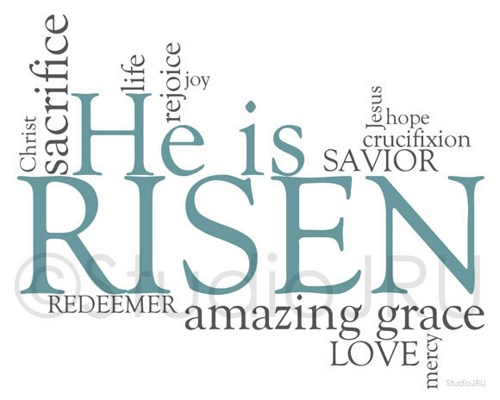 Christ
sacrifice
life
rejoice
joy
Jesus
hope
crucifixion
SAVIOR
He is
RISEN
©StudioJRU
REDEEMER
amazing grace
LOVE
mercy
StudioJRU